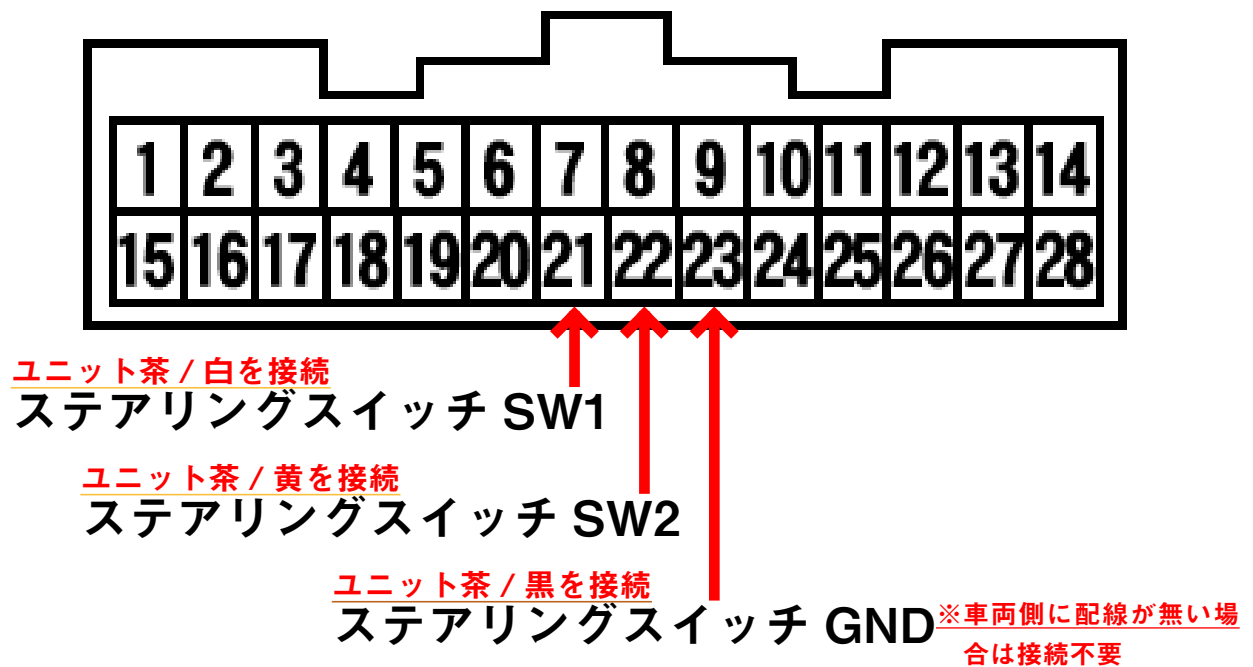 1 2 3 4 5 6 7 8 9 10 11 12 13 14
15 16 17 18 19 20 21 22 23 24 25 26 27 28
ユニット茶 / 白を接続
ステアリングスイッチ SW1
ユニット茶 / 黄を接続
ステアリングスイッチ SW2
ユニット茶 / 黒を接続
ステアリングスイッチ GND
※車両側に配線が無い場
合は接続不要